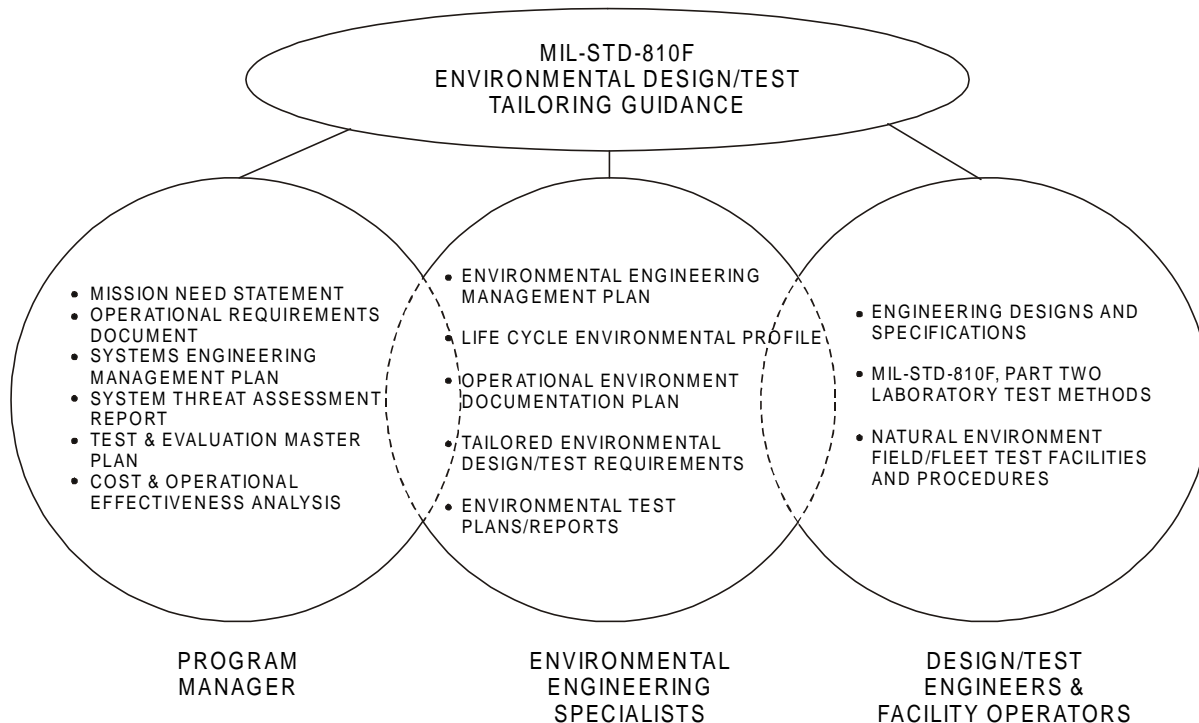 MIL-STD-810F
ENVIRONMENTAL DESIGN/TEST
TAILORING GUIDANCE
• MISSION NEED STATEMENT
• OPERATIONAL REQUIREMENTS
DOCUMENT
• SYSTEMS ENGINEERING
MANAGEMENT PLAN
• SYSTEM THREAT ASSESSMENT
REPORT
• TEST & EVALUATION MASTER
PLAN
• COST & OPERATIONAL
EFFECTIVENESS ANALYSIS
• ENVIRONMENTAL ENGINEERING
MANAGEMENT PLAN
• LIFE CYCLE ENVIRONMENTAL PROFILE
• OPERATIONAL ENVIRONMENT
DOCUMENTATION PLAN
• TAILORED ENVIRONMENTAL
DESIGN/TEST REQUIREMENTS
• ENVIRONMENTAL TEST
PLANS/REPORTS
• ENGINEERING DESIGNS AND
SPECIFICATIONS
• MIL-STD-810F, PART TWO
LABORATORY TEST METHODS
• NATURAL ENVIRONMENT
FIELD/FLEET TEST FACILITIES
AND PROCEDURES
PROGRAM
MANAGER
ENVIRONMENTAL
ENGINEERING
SPECIALISTS
DESIGN/TEST
ENGINEERS &
FACILITY OPERATORS